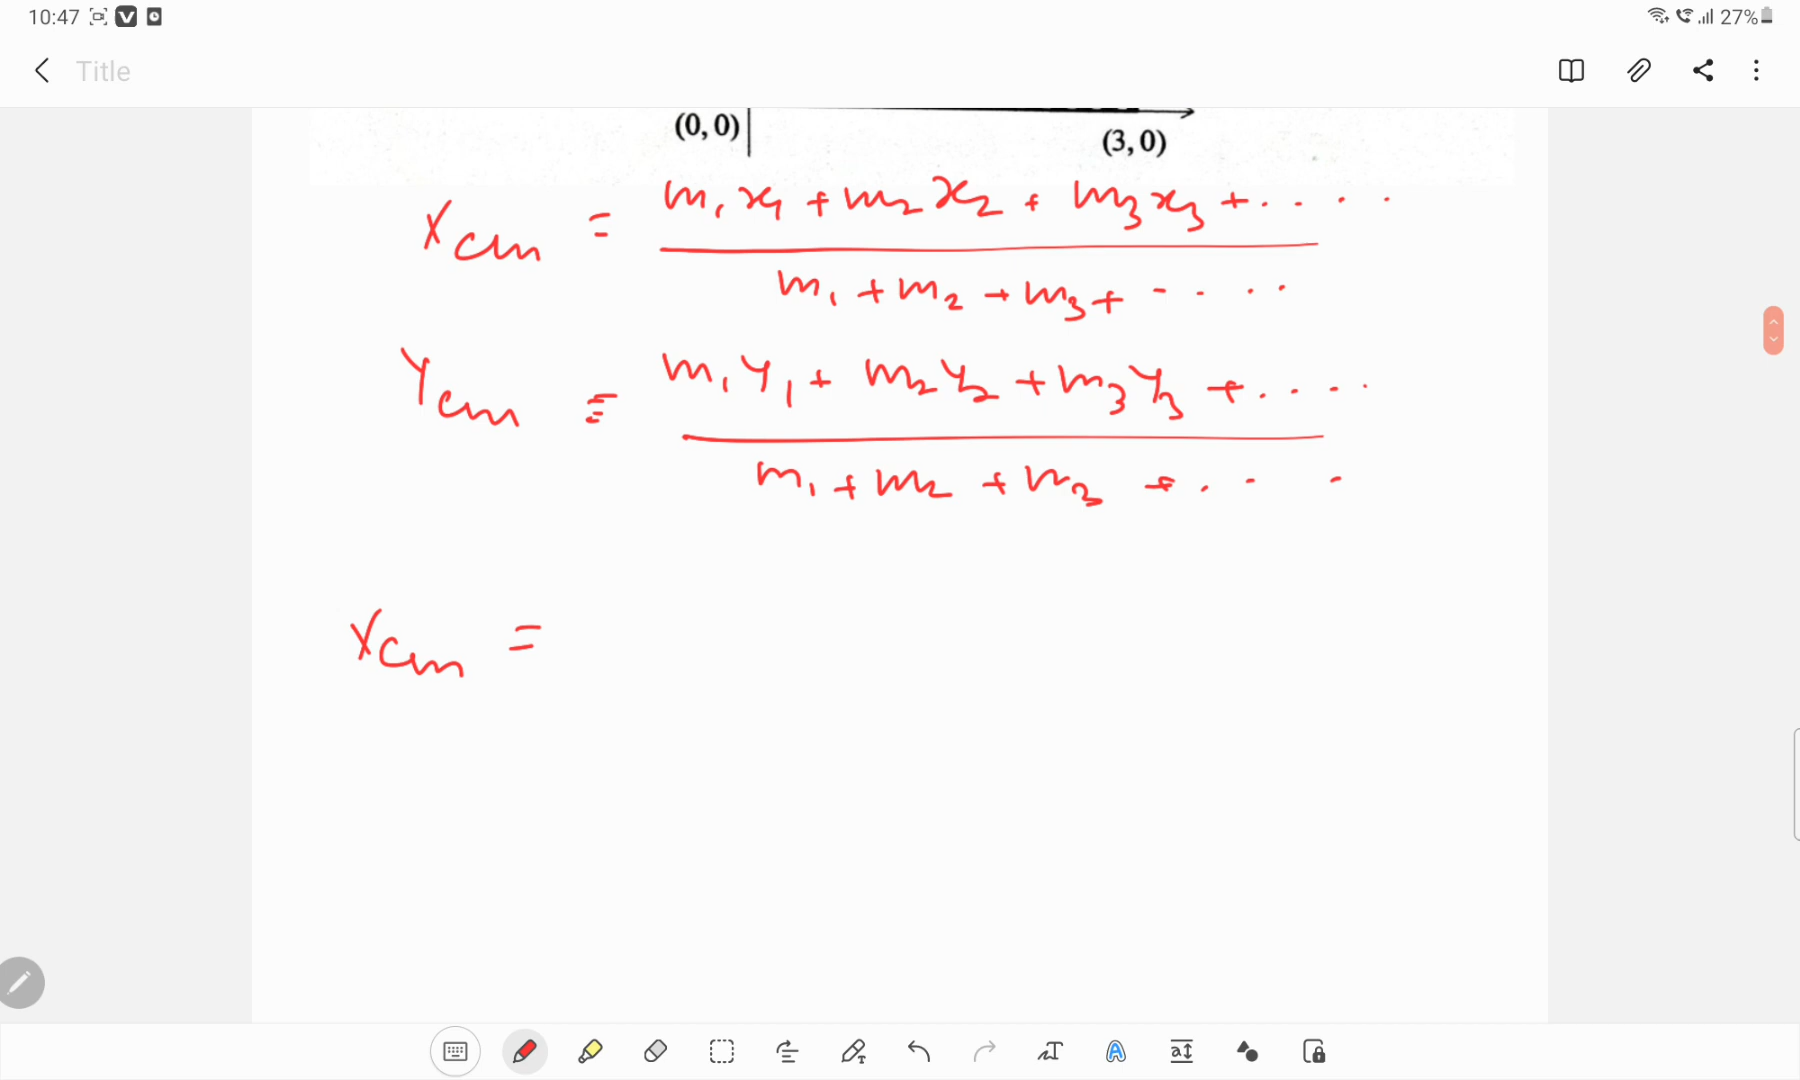 10:47 27%
Title
(0, 0) (3, 0)
Xcm = m₁x₁ + m₂x₂ + m₃x₃ + ....
m₁ + m₂ + m₃ + ....
Ycm = m₁y₁ + m₂y₂ + m₃y₃ + ....
m₁ + m₂ + m₃ + ...
Xcm =